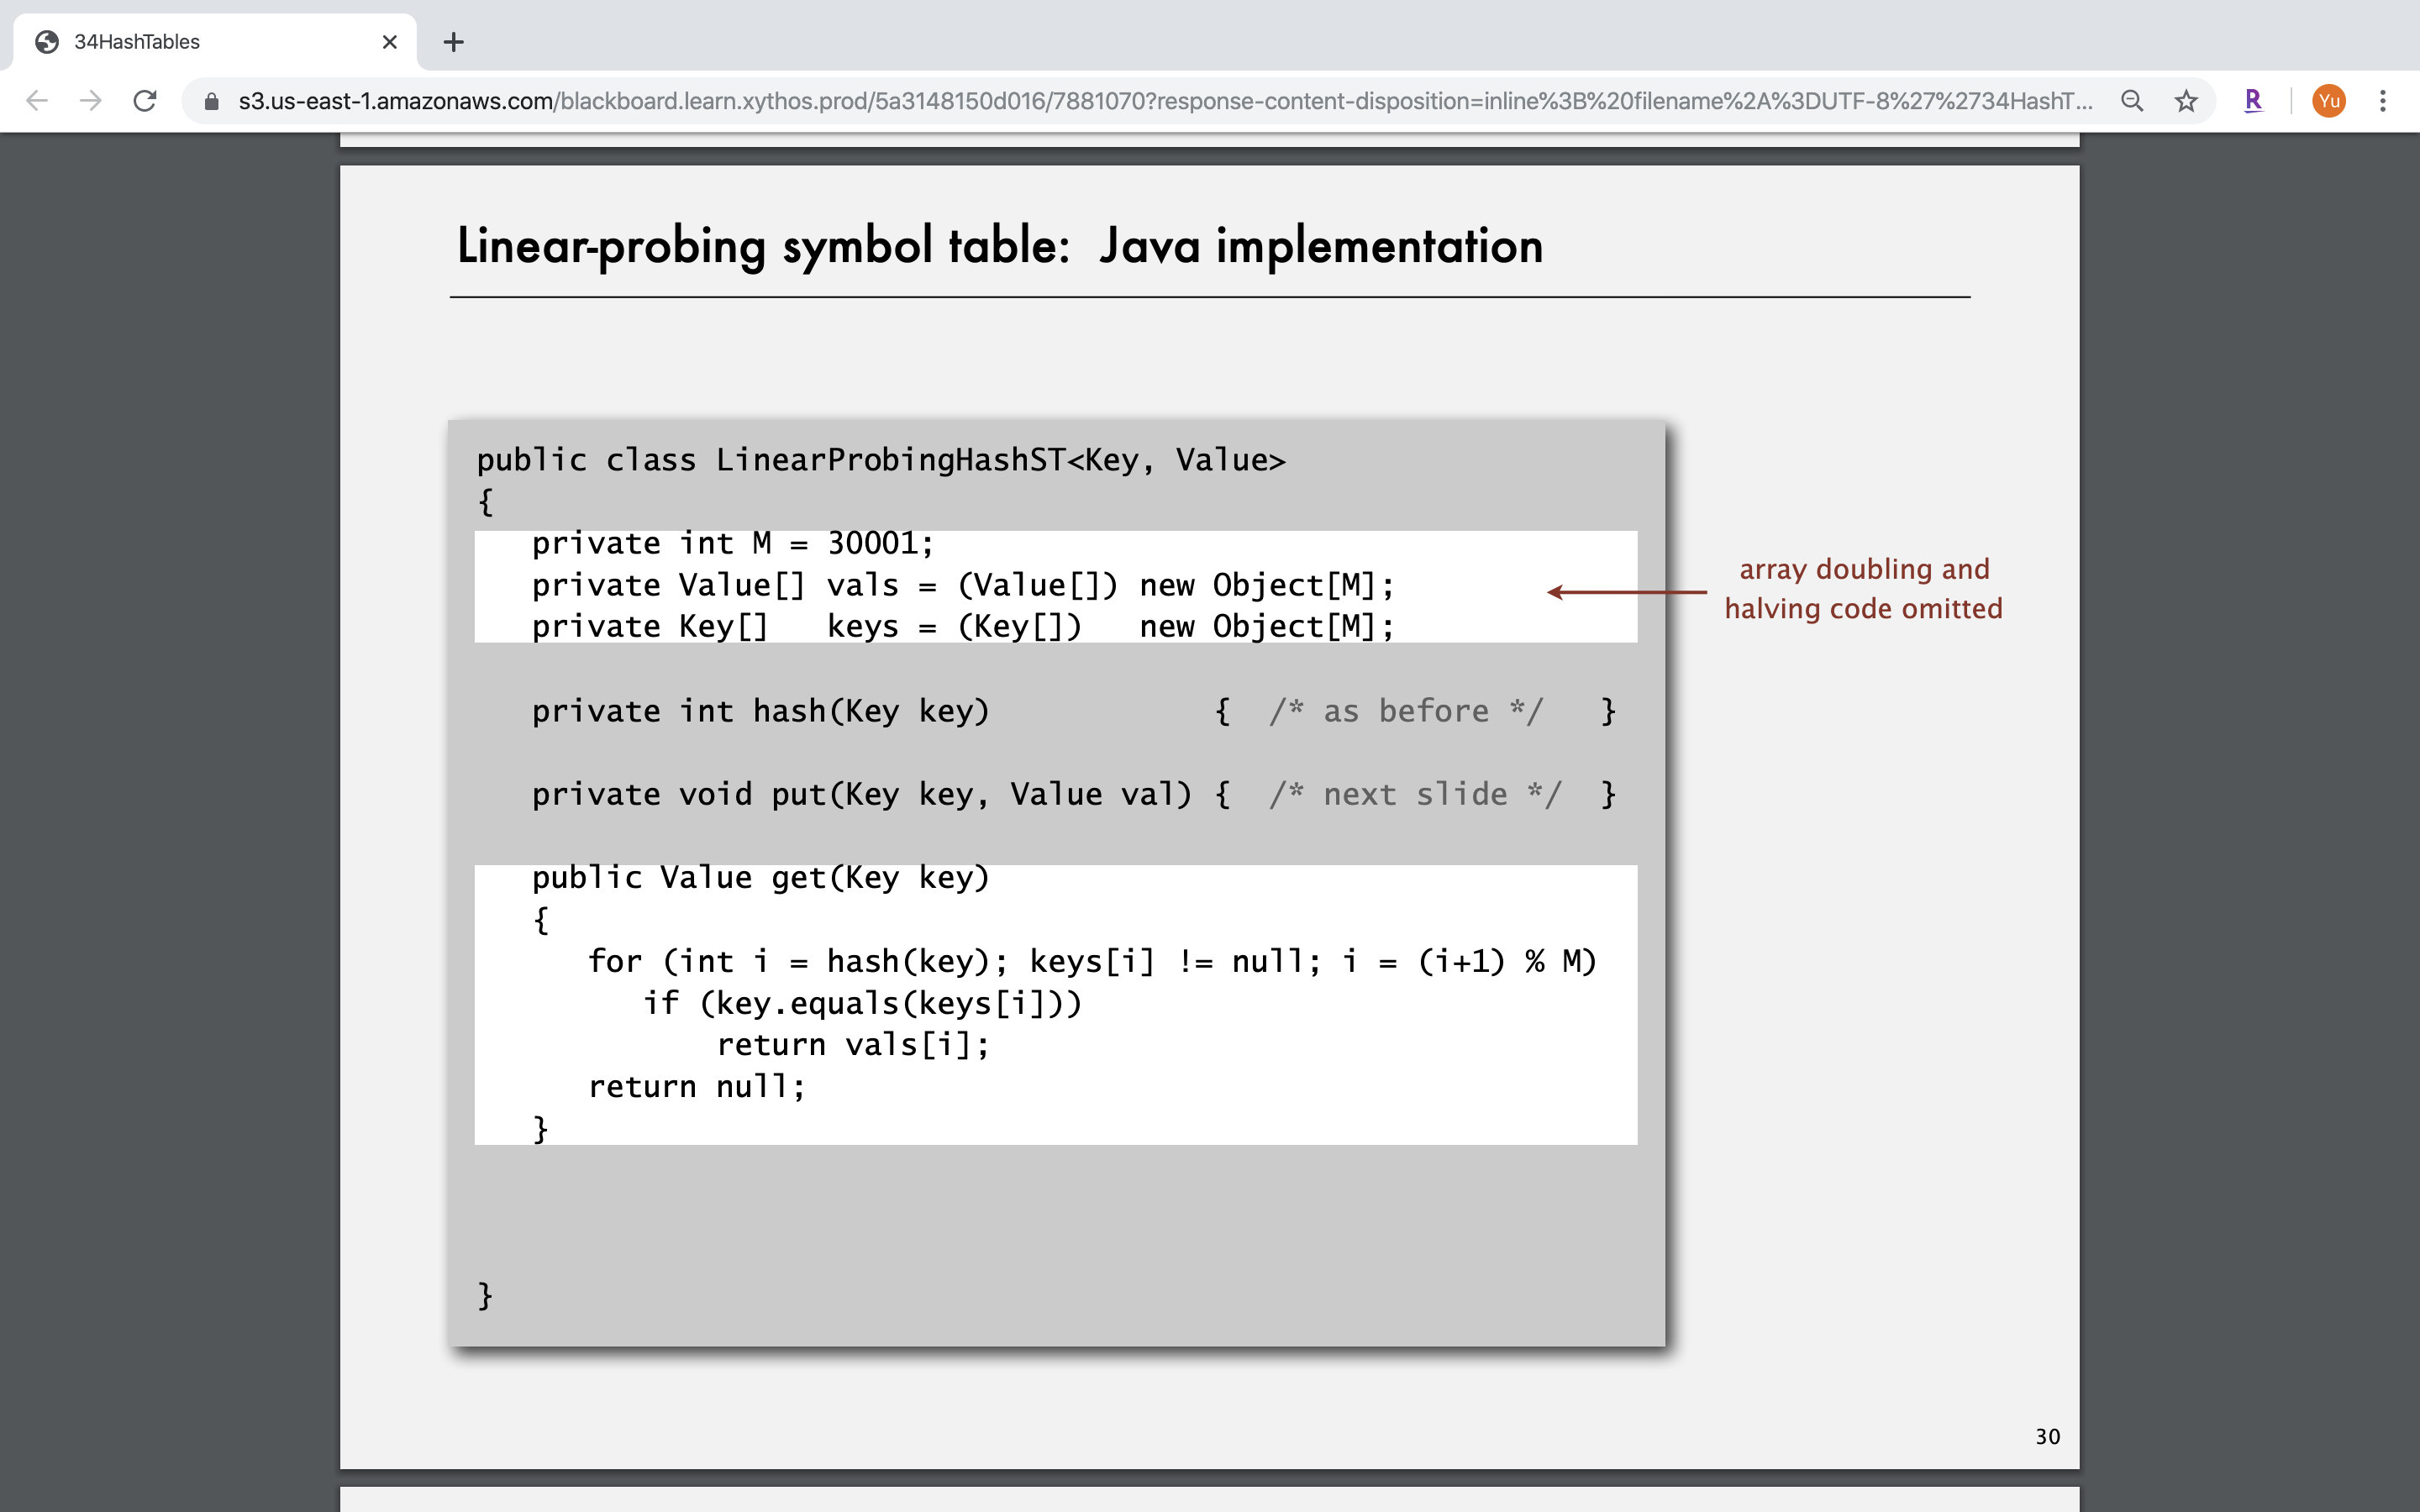 34HashTables
s3.us-east-1.amazonaws.com/blackboard.learn.xythos.prod/5a3148150d016/7881070?response-content-disposition=inline%3B%20filename%2A%3DUTF-8%27%2734HashT...
R
Yu
Linear-probing symbol table: Java implementation
public class LinearProbingHashST<Key, Value>
{
private int M = 30001;
private Value[] vals = (Value[]) new Object[M];
private Key[] keys = (Key[]) new Object[M];
array doubling and
halving code omitted
private int hash(Key key) { /* as before */ }
private void put(Key key, Value val) { /* next slide */ }
public Value get(Key key)
{
for (int i = hash(key); keys[i] != null; i = (i+1) % M)
if (key.equals(keys[i]))
return vals[i];
return null;
}
}
30